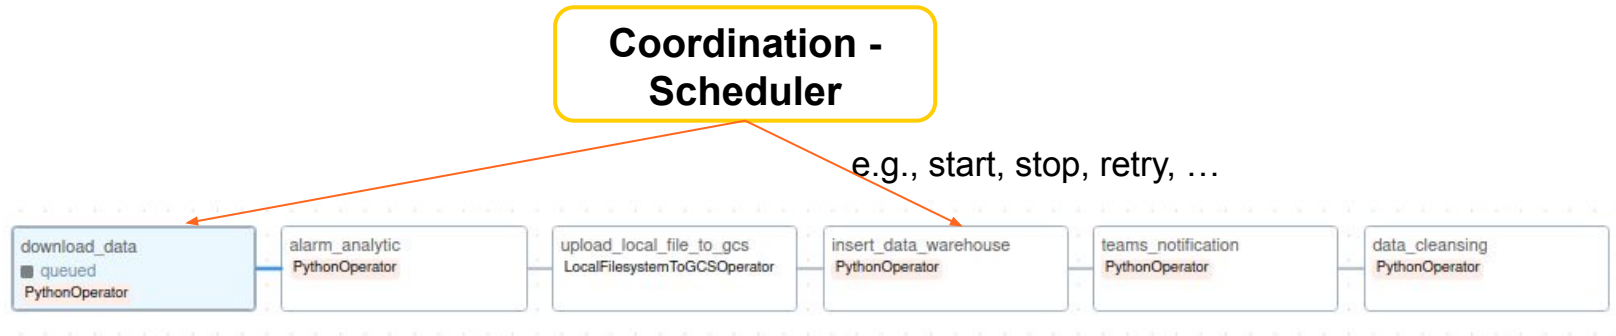 Coordination -
Scheduler
e.g., start, stop, retry, …
download_data
queued
PythonOperator
alarm_analytic
PythonOperator
upload_local_file_to_gcs
LocalFilesystemToGCSOperator
insert_data_warehouse
PythonOperator
teams_notification
PythonOperator
data_cleansing
PythonOperator